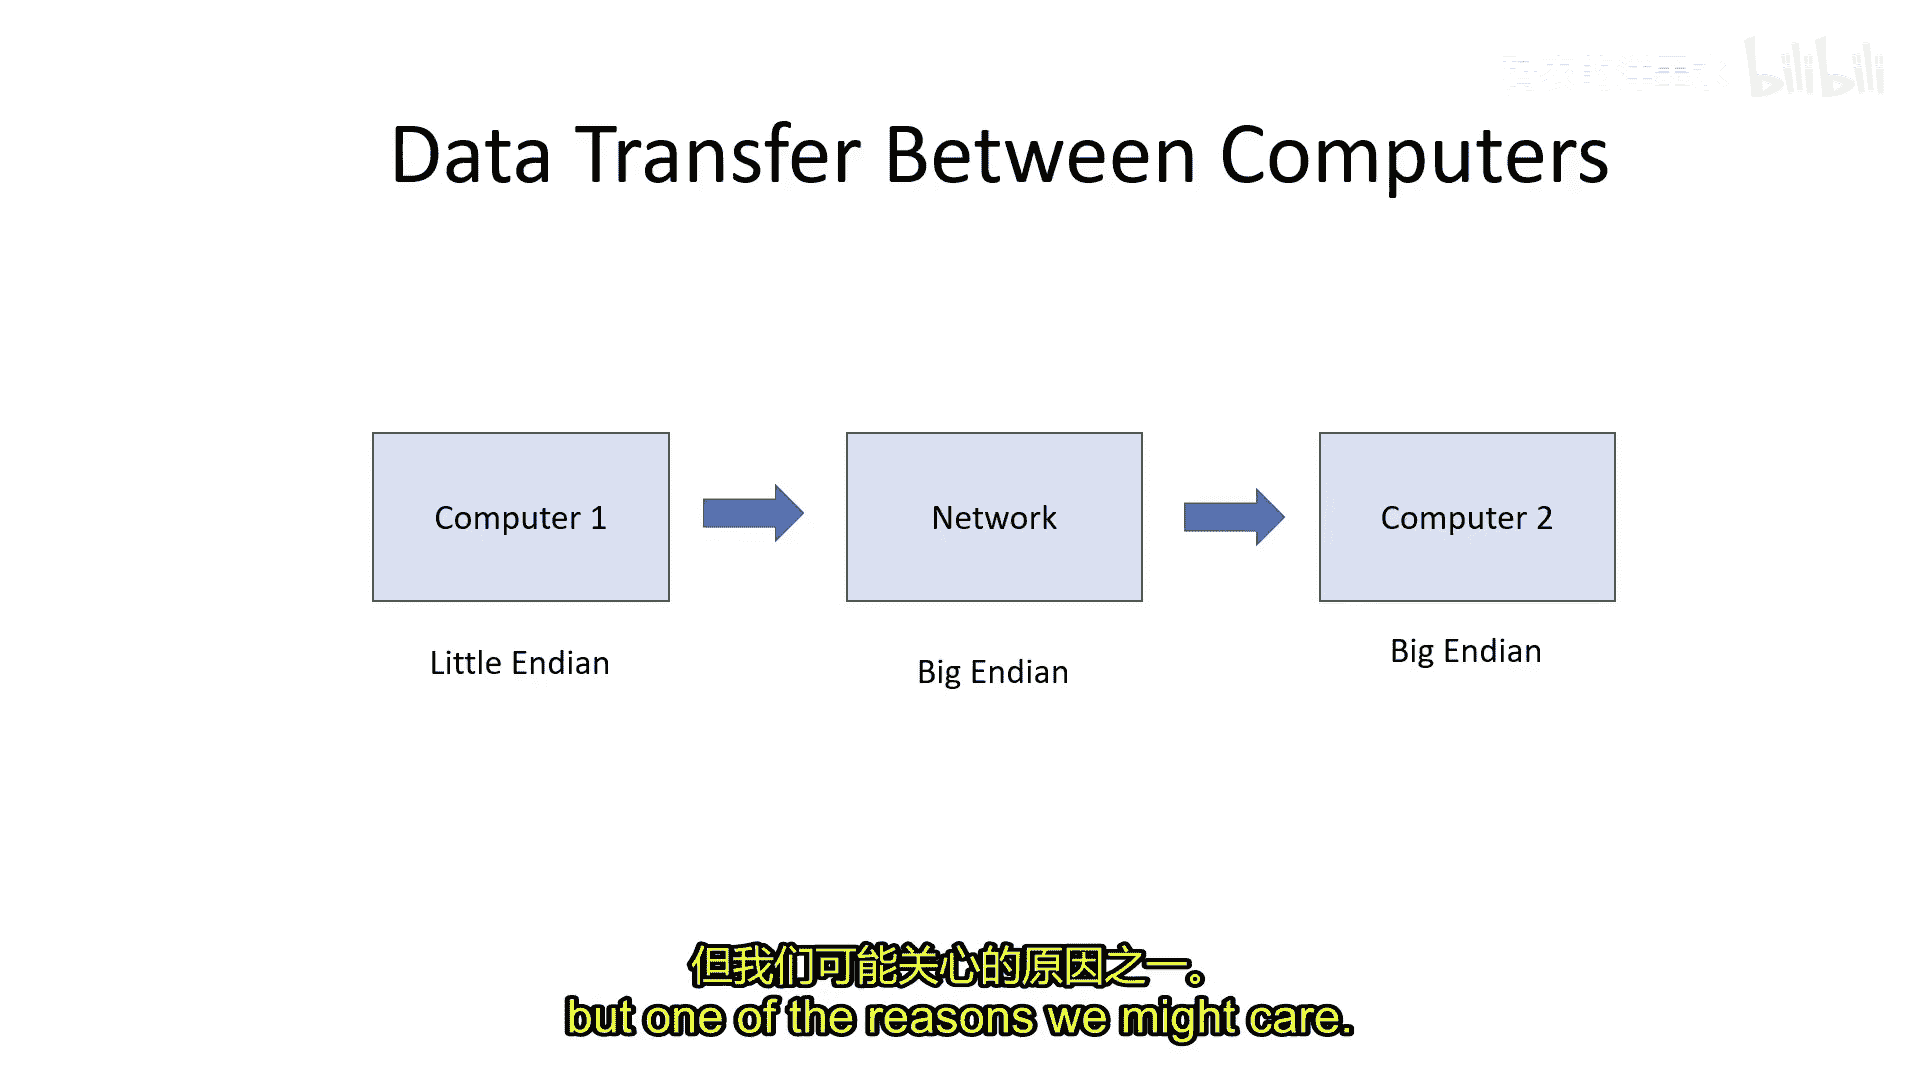 bilibili
Data Transfer Between Computers
Computer 1
Network
Computer 2
Little Endian
Big Endian
Big Endian
但我们可能关心的原因之一。
but one of the reasons we might care.